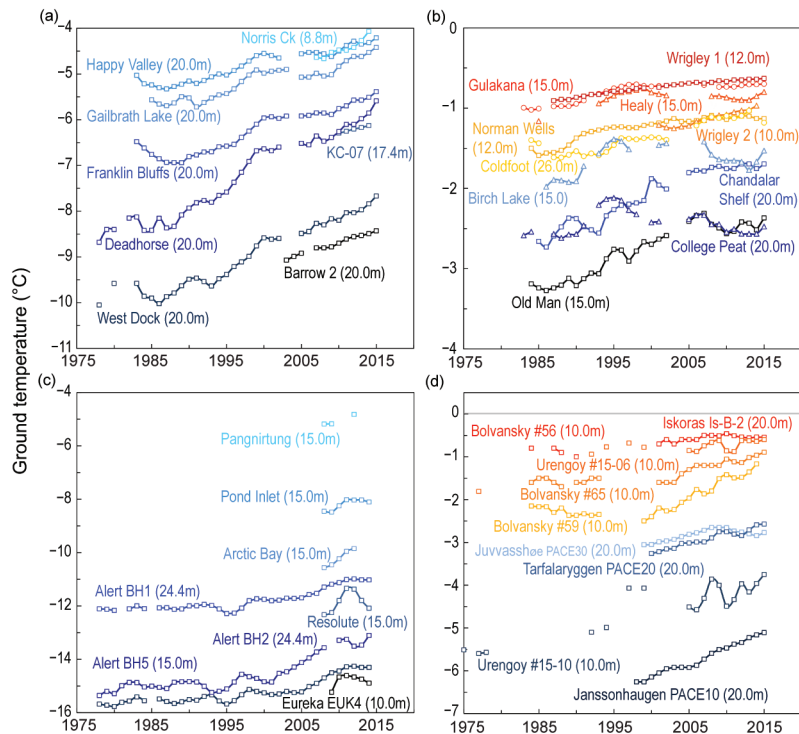 Ground temperature (°C)
(a)
−4
−5
−6
−7
−8
−9
−10
−11
1975
1985
1995
2005
2015
Norris Ck (8.8m)
Happy Valley (20.0m)
Gailbrath Lake (20.0m)
Franklin Bluffs (20.0m)
KC-07 (17.4m)
Deadhorse (20.0m)
Barrow 2 (20.0m)
West Dock (20.0m)
(b)
0
−1
−2
−3
−4
1975
1985
1995
2005
2015
Wrigley 1 (12.0m)
Gulakana (15.0m)
Healy (15.0m)
Norman Wells
(12.0m)
Wrigley 2 (10.0m)
Coldfoot (26.0m)
Birch Lake (15.0)
Chandalar
Shelf (20.0m)
College Peat (20.0m)
Old Man (15.0m)
(c)
−4
−6
−8
−10
−12
−14
−16
1975
1985
1995
2005
2015
Pangnirtung (15.0m)
Pond Inlet (15.0m)
Arctic Bay (15.0m)
Alert BH1 (24.4m)
Resolute
(15.0m)
Alert BH2 (24.4m)
Alert BH5 (15.0m)
Eureka EUK4 (10.0m)
(d)
0
−1
−2
−3
−4
−5
−6
−7
1975
1985
1995
2005
2015
Iskoras Is-B-2 (20.0m)
Bolvansky #56 (10.0m)
Urengoy #15-06 (10.0m)
Bolvansky #65 (10.0m)
Bolvansky #59 (10.0m)
Juvvasshøe PACE30 (20.0m)
Tarfalaryggen PACE20 (20.0m)
Urengoy #15-10 (10.0m)
Janssonhaugen PACE10 (20.0m)